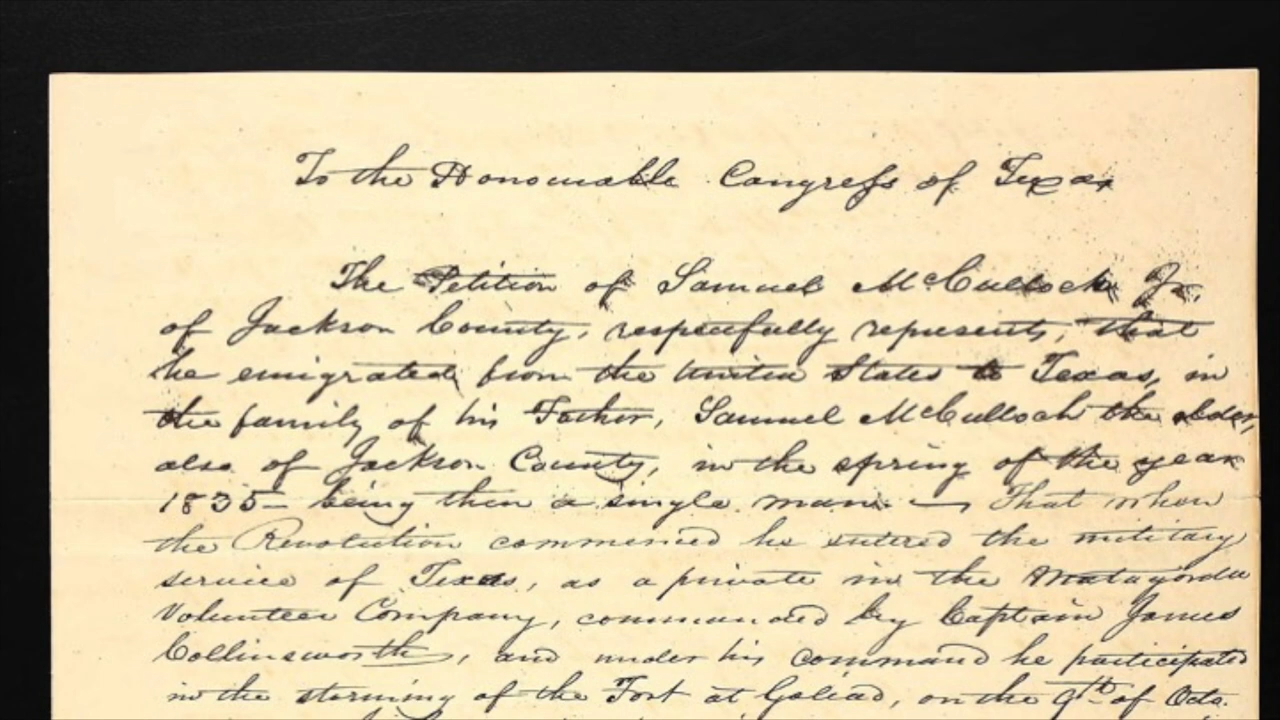 To the Honourable Congress of Texas
The Petition of Samuel McCulloch Jr.
of Jackson County, respectfully represents, that
he emigrated from the United States to Texas, in
the family of his Father, Samuel McCulloch the elder,
also of Jackson County, in the spring of the year
1835 – being then a single man. — That when
the Revolution commenced he entered the military
service of Texas, as a private in the Matagorda
Volunteer Company, commanded by Captain James
Collinsworth, and under his command he participated
in the storming of the Fort at Goliad, on the 9th of Octo.